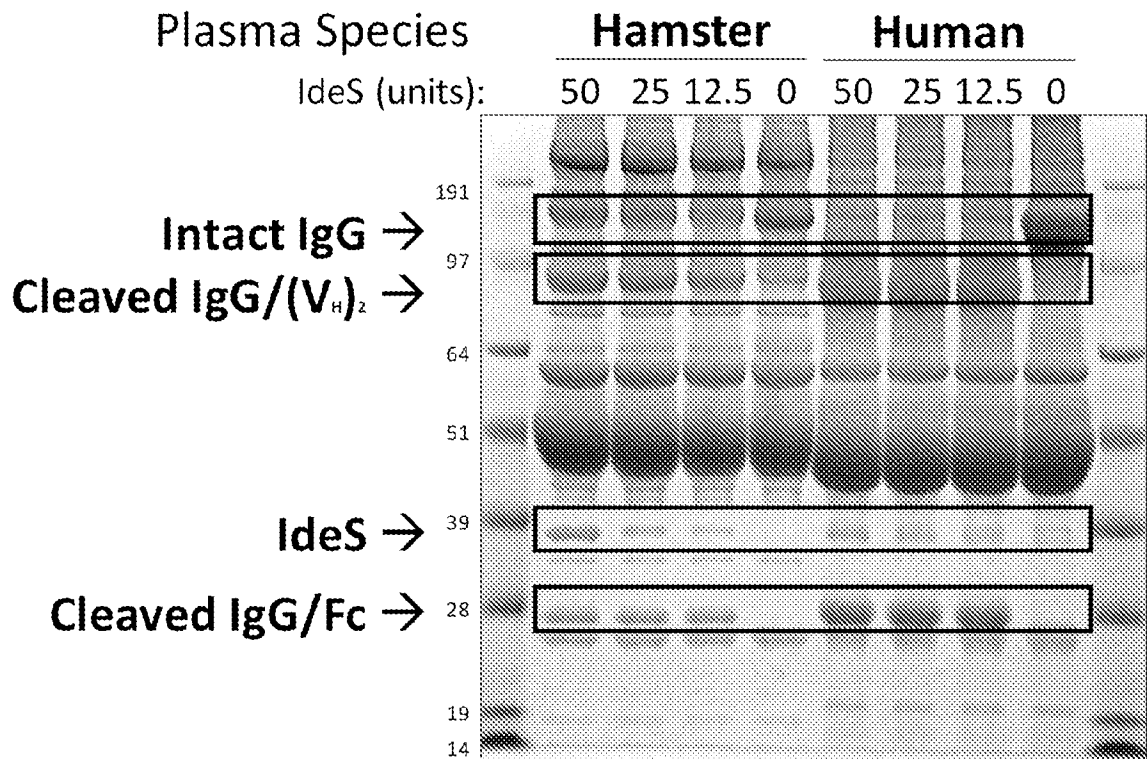 Plasma Species Hamster Human
IdeS (units): 50 25 12.5 0 50 25 12.5 0
191
Intact IgG →
97
Cleaved IgG/(VH)2 →
64
51
39
IdeS →
28
Cleaved IgG/Fc →
19
14